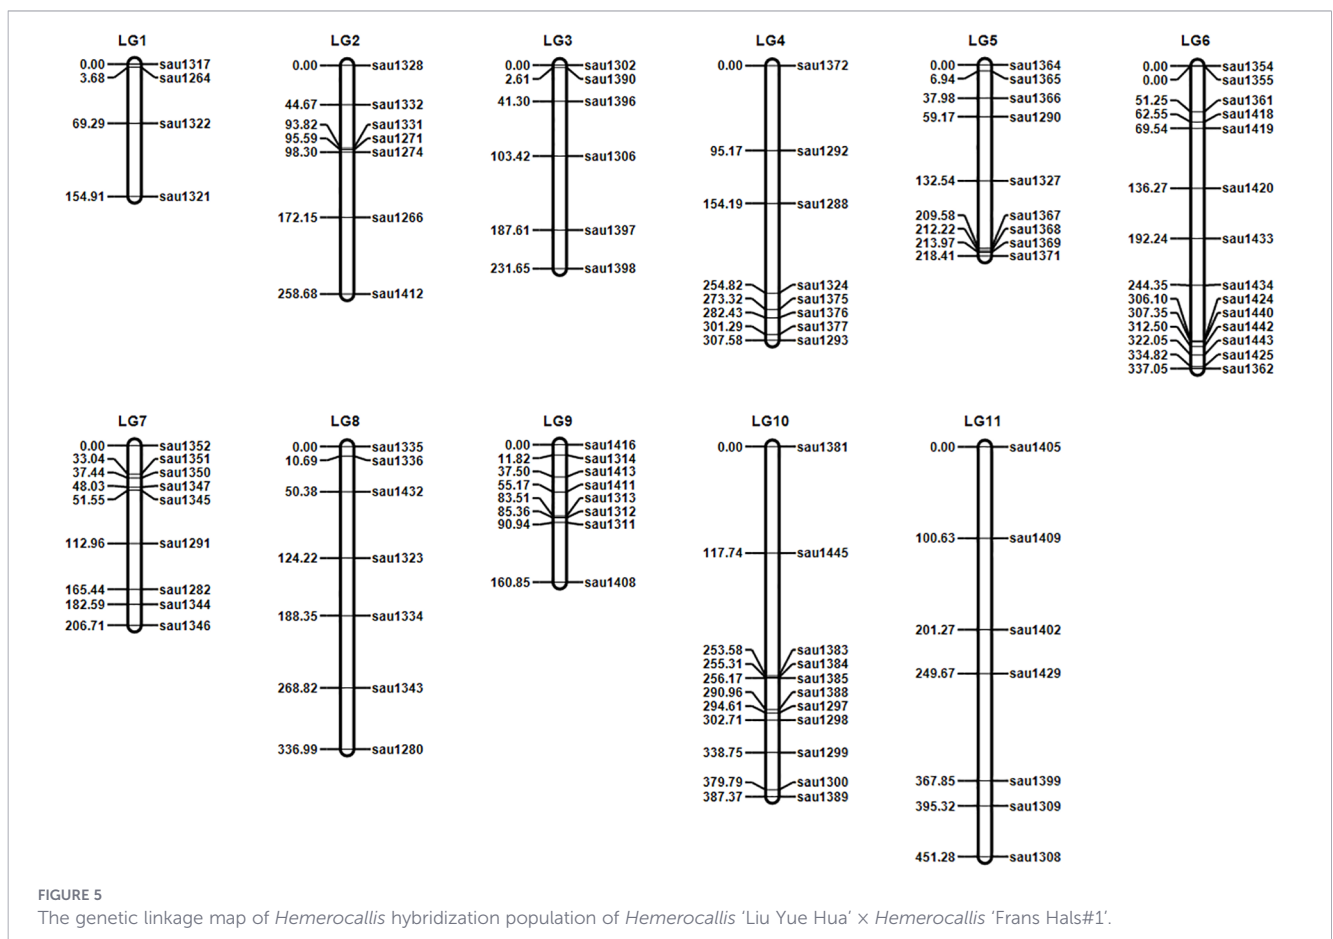 LG1
0.00 sau1317
3.68 sau1264
69.29 sau1322
154.91 sau1321
LG2
0.00 sau1328
44.67 sau1332
93.82 sau1331
95.59 sau1271
98.30 sau1274
172.15 sau1266
258.68 sau1412
LG3
0.00 sau1302
2.61 sau1390
41.30 sau1396
103.42 sau1306
187.61 sau1397
231.65 sau1398
LG4
0.00 sau1372
95.17 sau1292
154.19 sau1288
254.82 sau1324
273.32 sau1375
282.43 sau1376
301.29 sau1377
307.58 sau1293
LG5
0.00 sau1364
6.94 sau1365
37.98 sau1366
59.17 sau1290
132.54 sau1327
209.58 sau1367
212.22 sau1368
213.97 sau1369
218.41 sau1371
LG6
0.00 sau1354
0.00 sau1355
51.25 sau1361
62.55 sau1418
69.54 sau1419
136.27 sau1420
192.24 sau1433
244.35 sau1434
306.10 sau1424
307.35 sau1440
312.50 sau1442
322.05 sau1443
334.82 sau1425
337.05 sau1362
LG7
0.00 sau1352
33.04 sau1351
37.44 sau1350
48.03 sau1347
51.55 sau1345
112.96 sau1291
165.44 sau1282
182.59 sau1344
206.71 sau1346
LG8
0.00 sau1335
10.69 sau1336
50.38 sau1432
124.22 sau1323
188.35 sau1334
268.82 sau1343
336.99 sau1280
LG9
0.00 sau1416
11.82 sau1314
37.50 sau1413
55.17 sau1411
83.51 sau1313
85.36 sau1312
90.94 sau1311
160.85 sau1408
LG10
0.00 sau1381
117.74 sau1445
253.58 sau1383
255.31 sau1384
256.17 sau1385
290.96 sau1388
294.61 sau1297
302.71 sau1298
338.75 sau1299
379.79 sau1300
387.37 sau1389
LG11
0.00 sau1405
100.63 sau1409
201.27 sau1402
249.67 sau1429
367.85 sau1399
395.32 sau1309
451.28 sau1308
FIGURE 5
The genetic linkage map of Hemerocallis hybridization population of Hemerocallis ‘Liu Yue Hua’ × Hemerocallis ‘Frans Hals#1’.